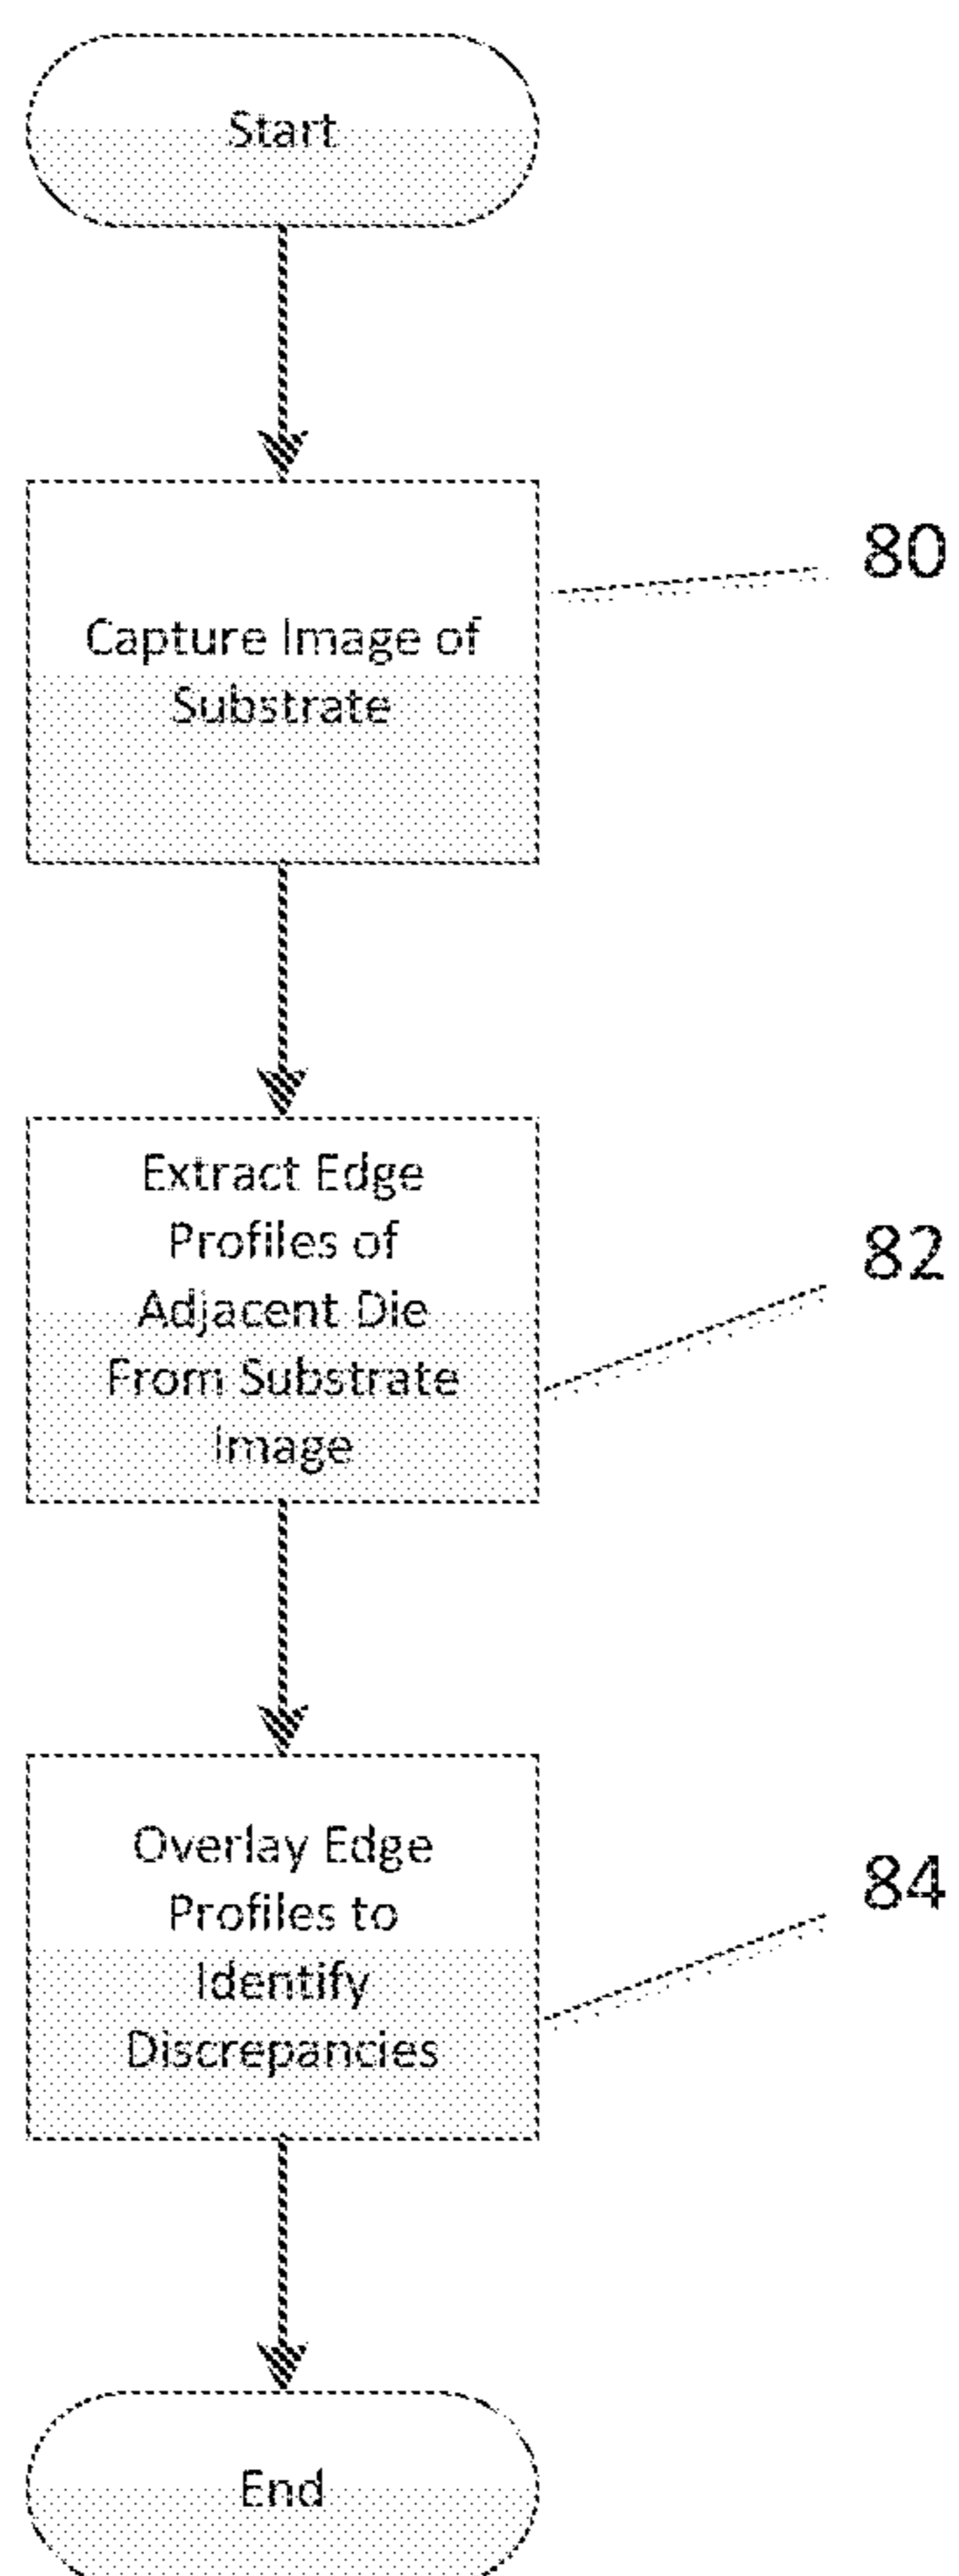 Start
Capture Image of
Substrate
80
Extract Edge
Profiles of
Adjacent Die
From Substrate
Image
82
Overlay Edge
Profiles to
Identify
Discrepancies
84
End